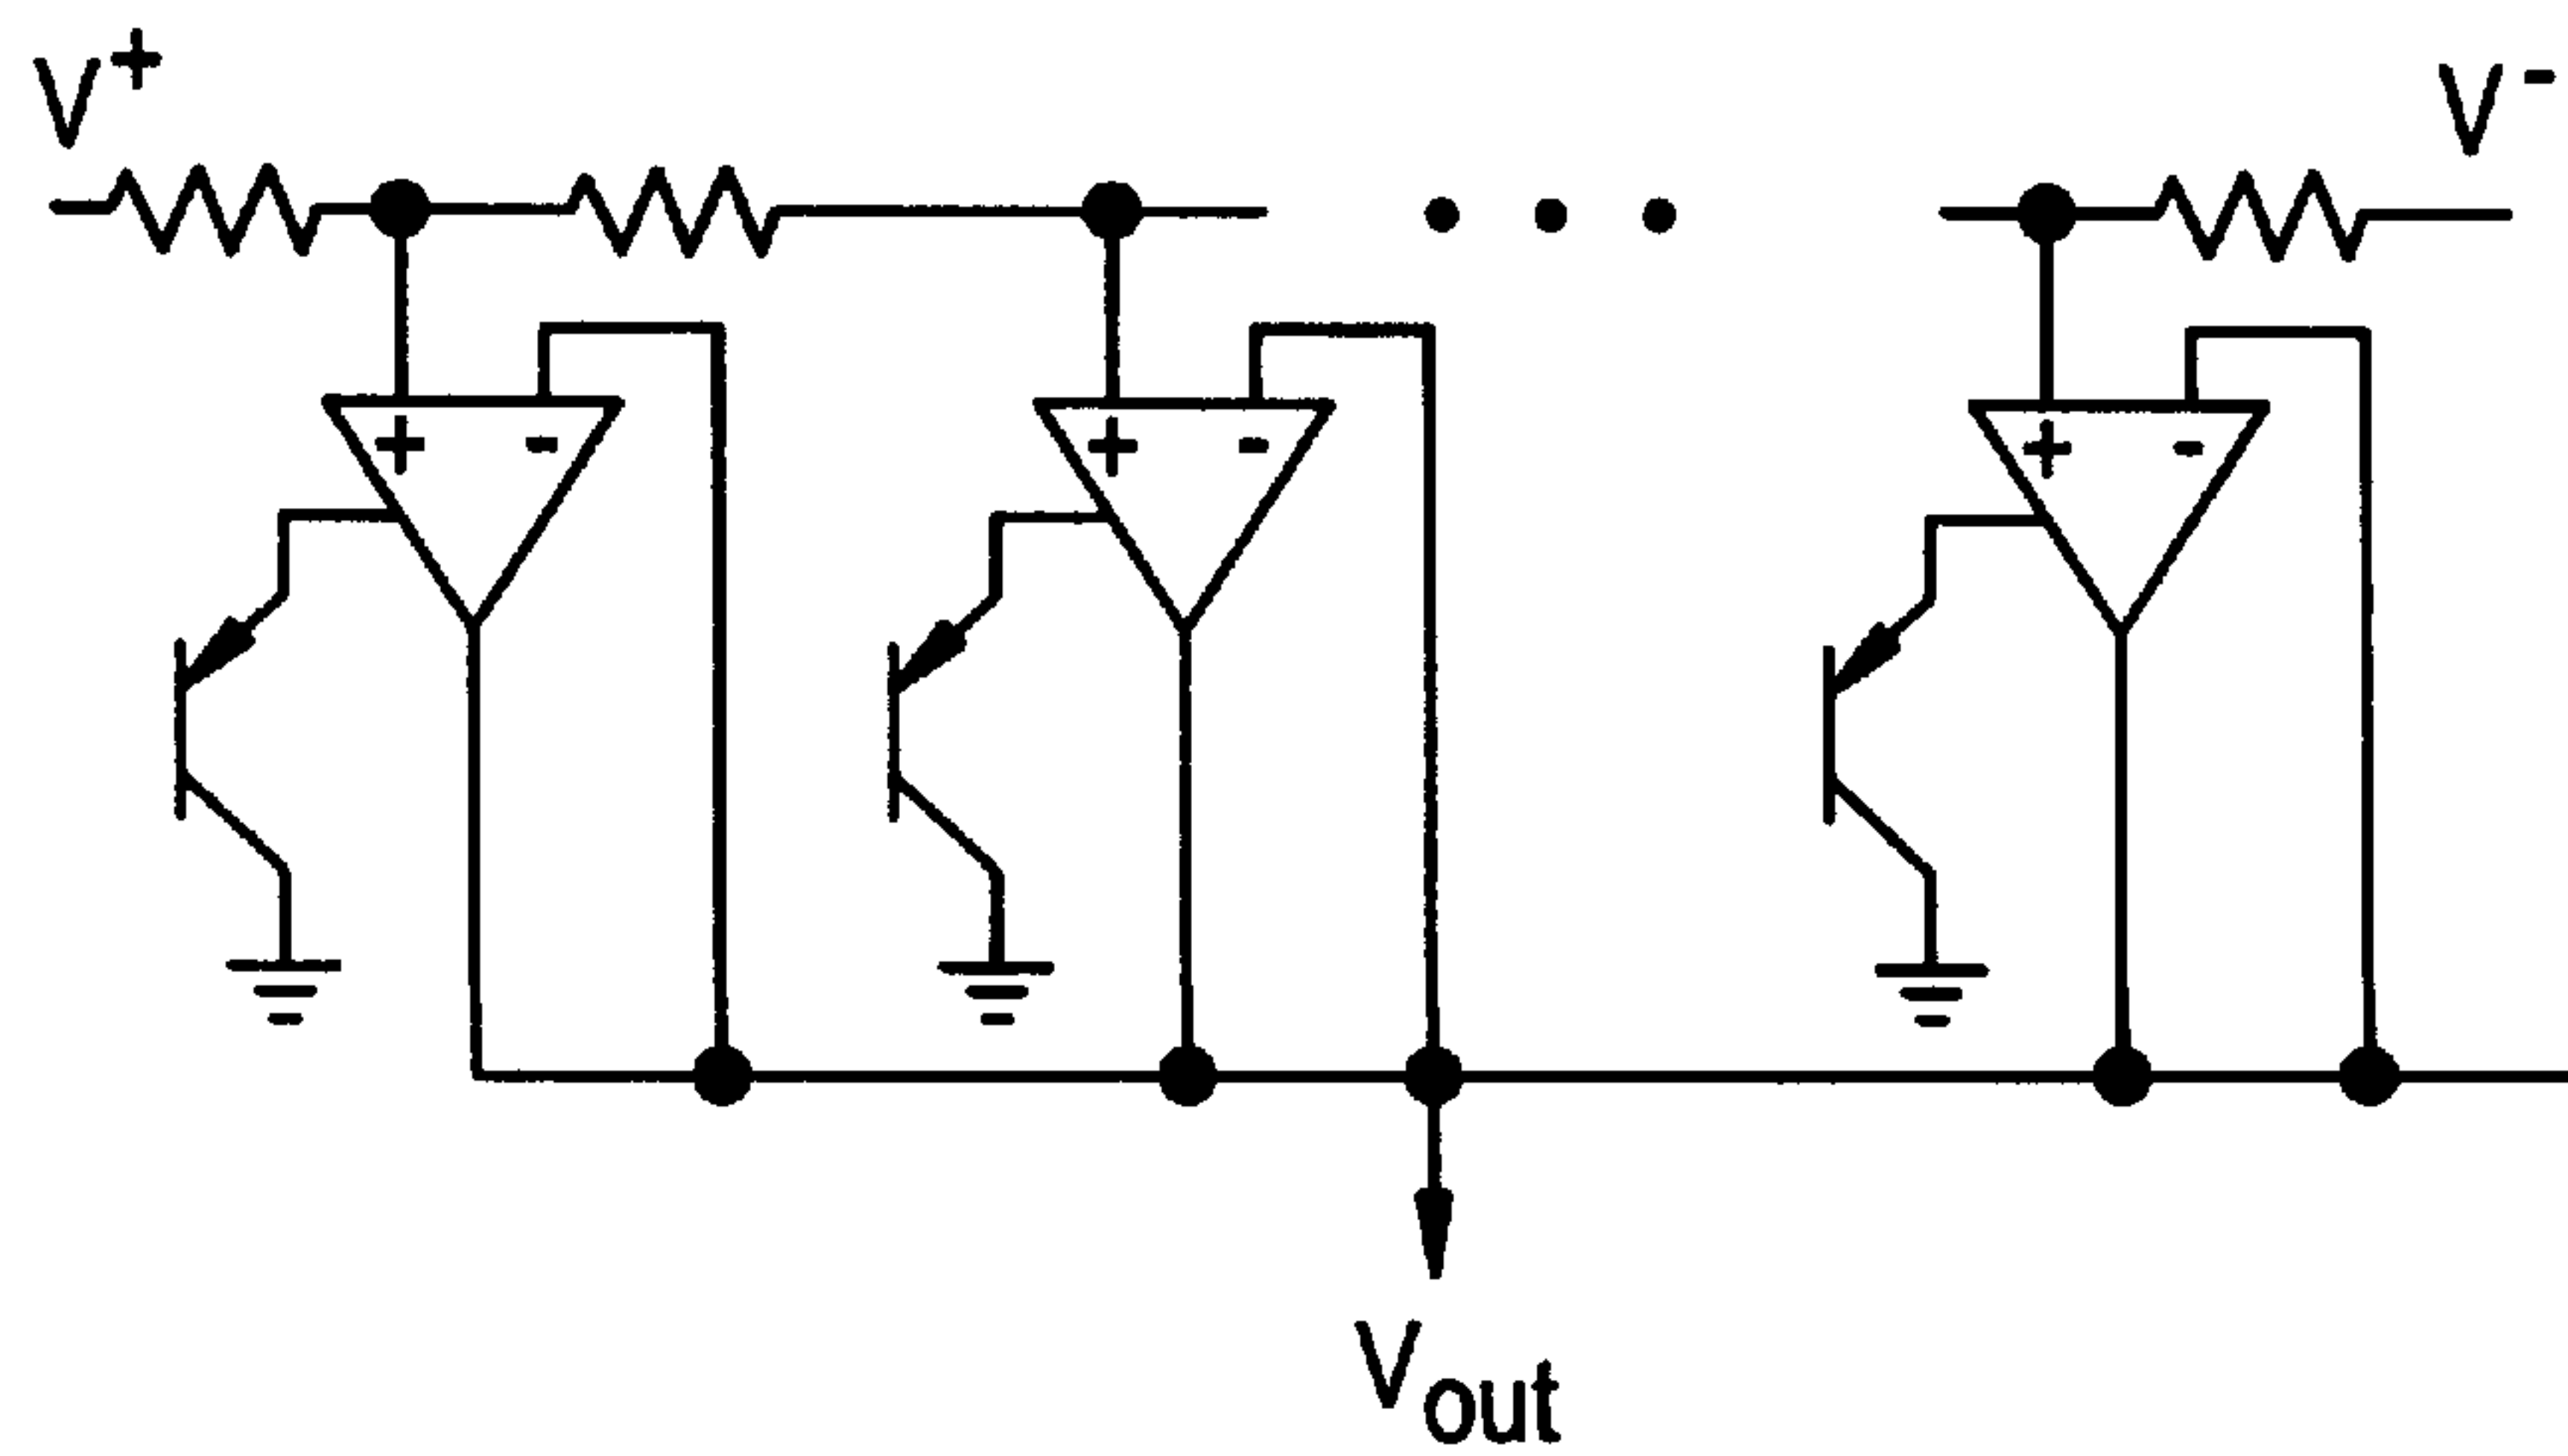 V+ V-
+ - + - + -
Vout